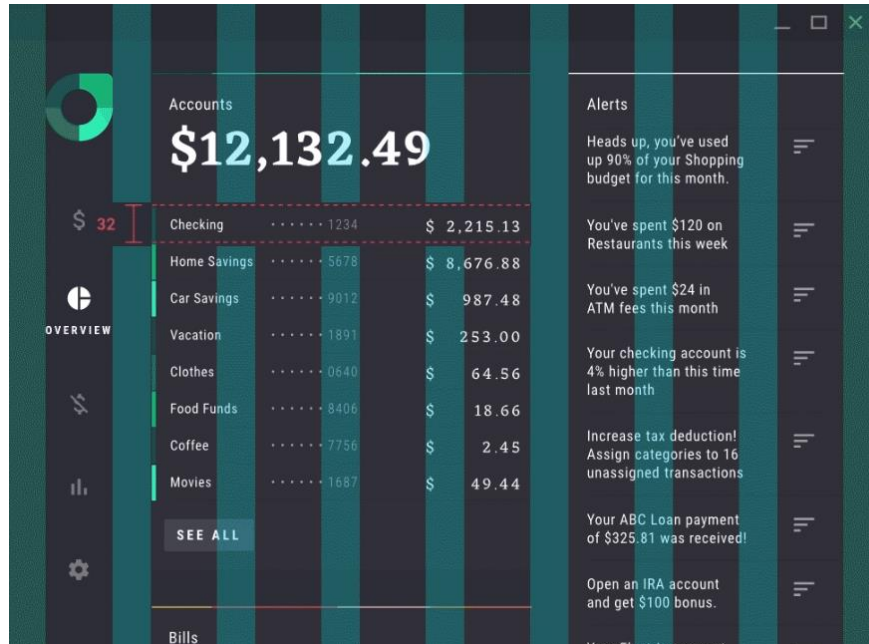 Accounts
$12,132.49
$ 32
Checking ······ 1234 $ 2,215.13
Home Savings ······ 5678 $ 8,676.88
Car Savings ······ 9012 $ 987.48
OVERVIEW
Vacation ······ 1891 $ 253.00
Clothes ······ 0640 $ 64.56
Food Funds ······ 8406 $ 18.66
Coffee ······ 7756 $ 2.45
Movies ······ 1687 $ 49.44
SEE ALL
Bills
Alerts
Heads up, you've used
up 90% of your Shopping
budget for this month.
You've spent $120 on
Restaurants this week
You've spent $24 in
ATM fees this month
Your checking account is
4% higher than this time
last month
Increase tax deduction!
Assign categories to 16
unassigned transactions
Your ABC Loan payment
of $325.81 was received!
Open an IRA account
and get $100 bonus.